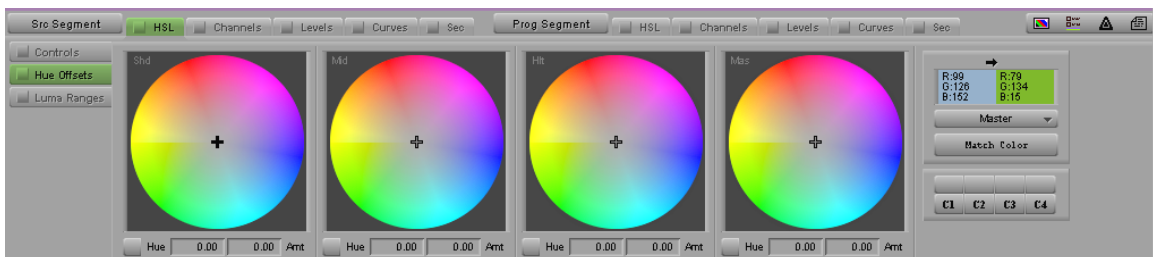 Src Segment HSL Channels Levels Curves Sec Prog Segment HSL Channels Levels Curves Sec
Controls
Hue Offsets
Luma Ranges
Shd Mid Hlt Mas
R:99 R:79
G:126 G:134
B:152 B:15
Master
Match Color
C1 C2 C3 C4
Hue 0.00 0.00 Amt Hue 0.00 0.00 Amt Hue 0.00 0.00 Amt Hue 0.00 0.00 Amt